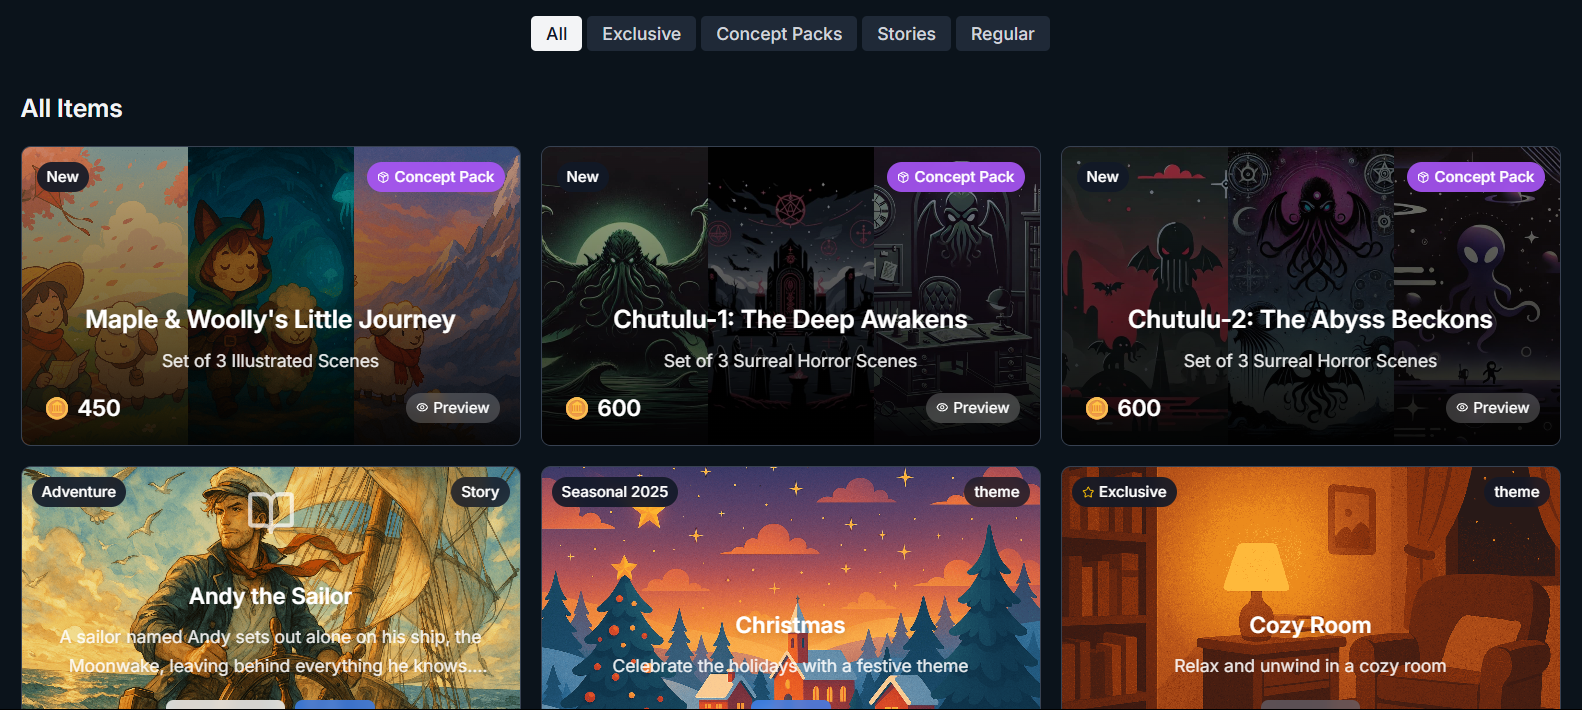 All
Exclusive
Concept Packs
Stories
Regular
All Items
New
Concept Pack
Maple & Woolly's Little Journey
Set of 3 Illustrated Scenes
450
Preview
New
Concept Pack
Chutulu-1: The Deep Awakens
Set of 3 Surreal Horror Scenes
600
Preview
New
Concept Pack
Chutulu-2: The Abyss Beckons
Set of 3 Surreal Horror Scenes
600
Preview
Adventure
Story
Andy the Sailor
A sailor named Andy sets out alone on his ship, the
Moonwake, leaving behind everything he knows....
Seasonal 2025
theme
Christmas
Celebrate the holidays with a festive theme
Exclusive
theme
Cozy Room
Relax and unwind in a cozy room